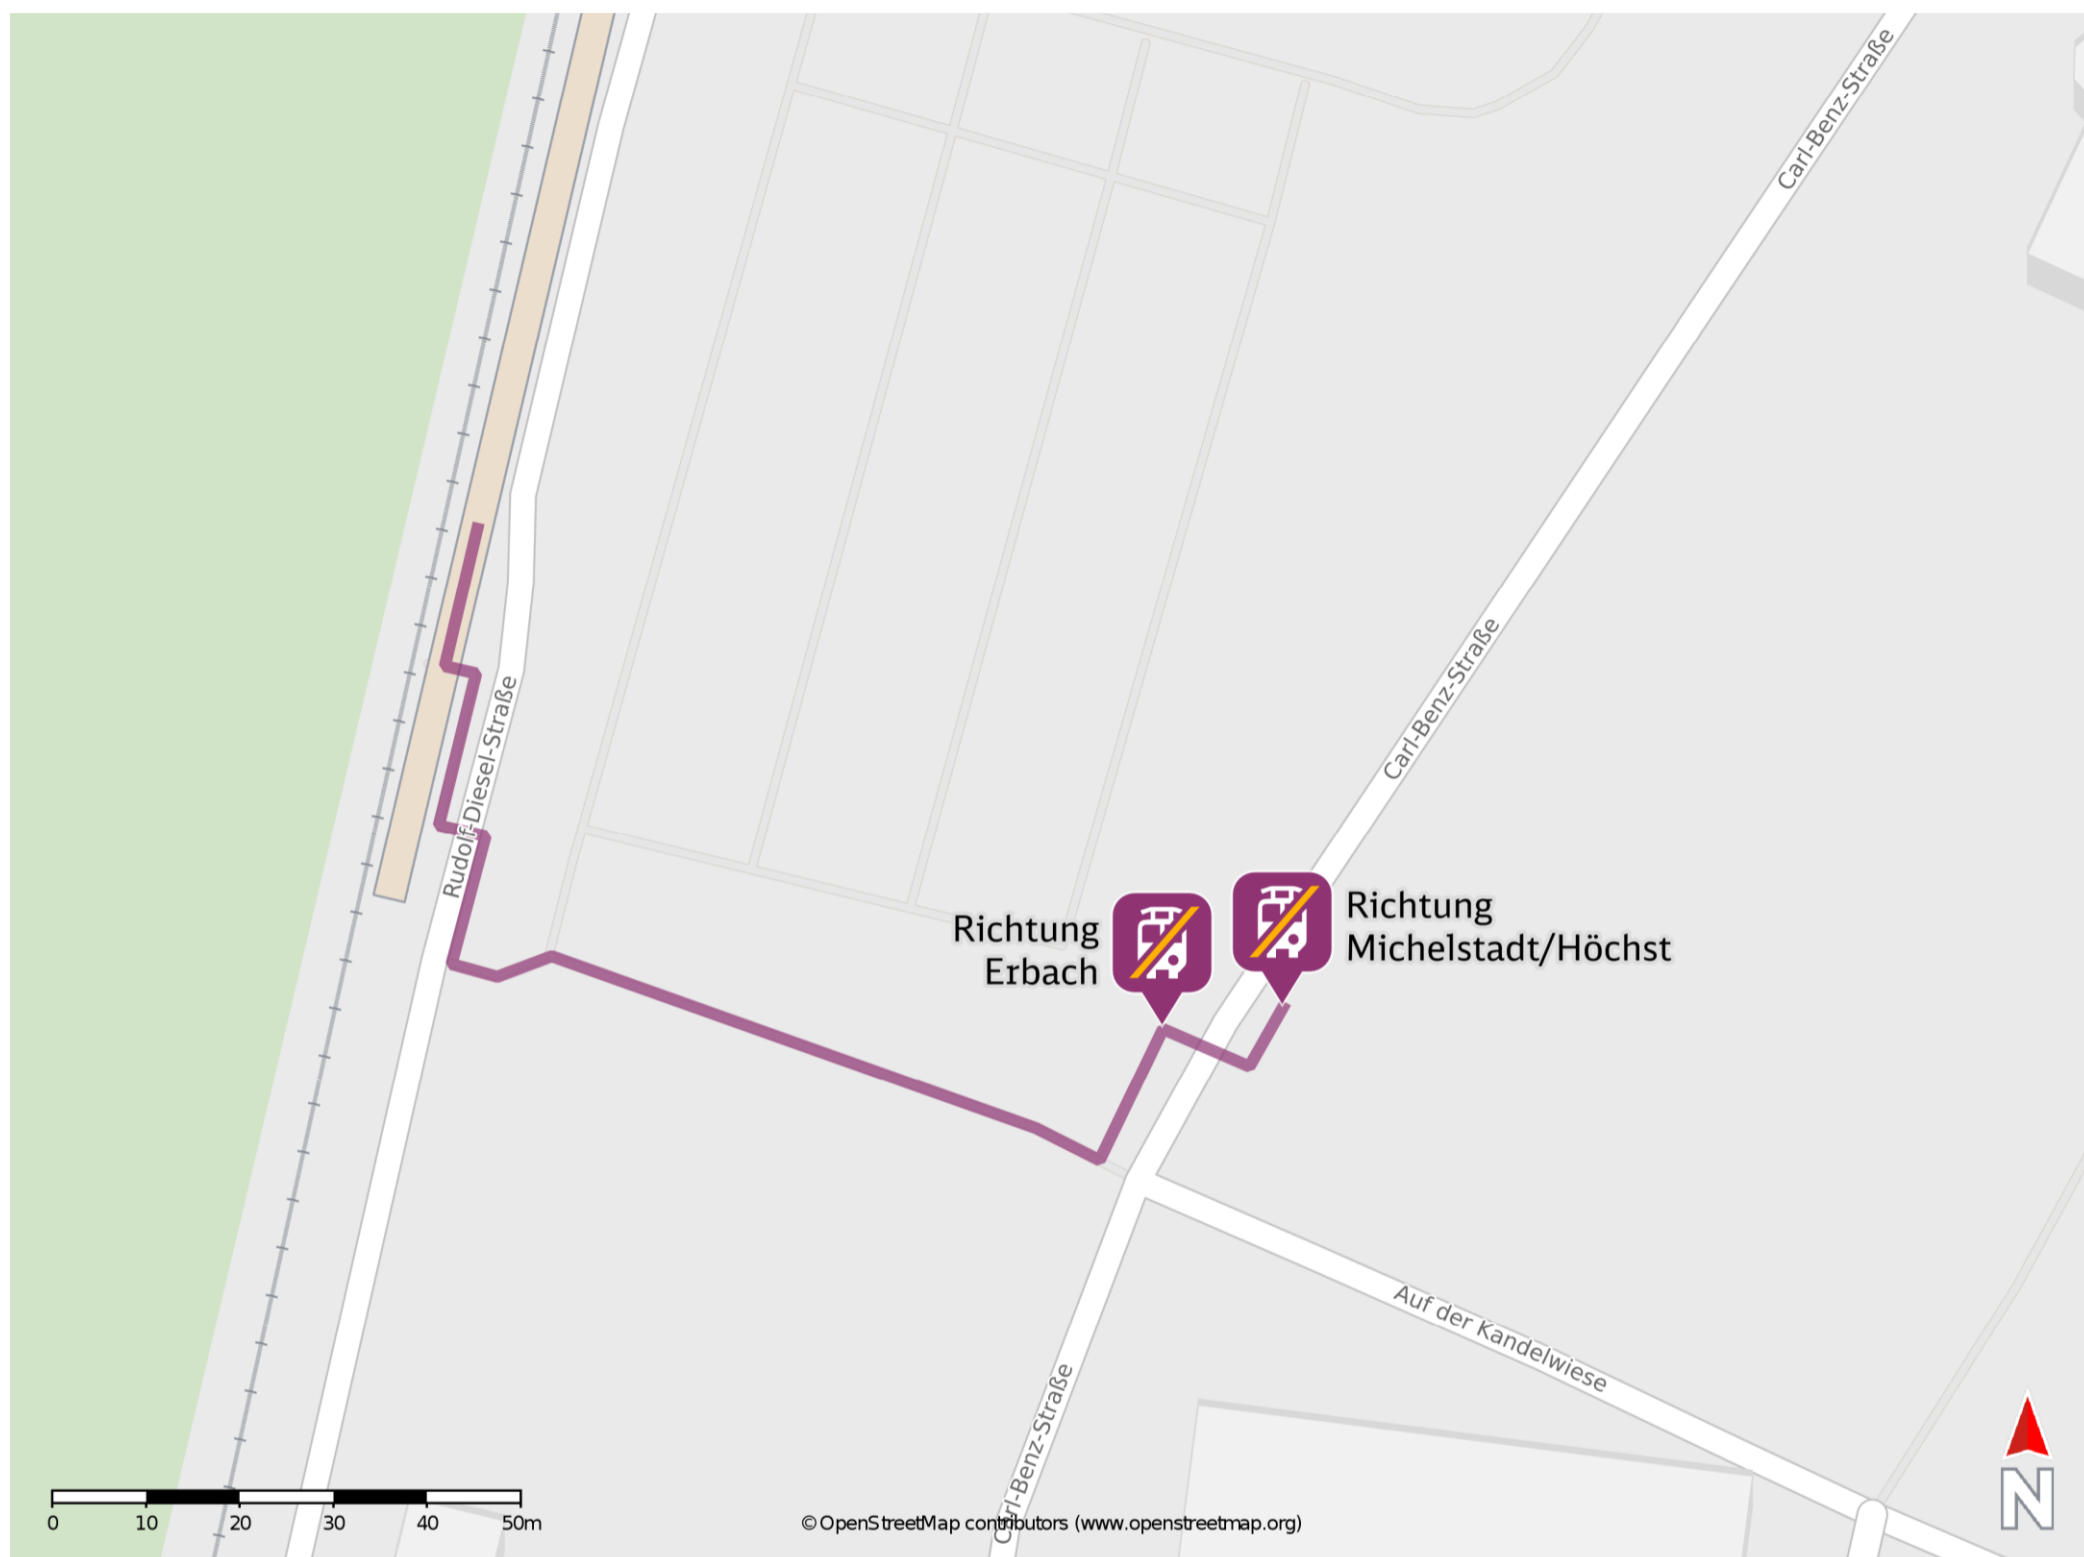 Carl-Benz-Straße
Carl-Benz-Straße
Rudolf-Diesel-Straße
Richtung
Erbach
Richtung
Michelstadt/Höchst
Auf der Kandelwiese
Carl-Benz-Straße
N
0 10 20 30 40 50m
© OpenStreetMap contributors (www.openstreetmap.org)